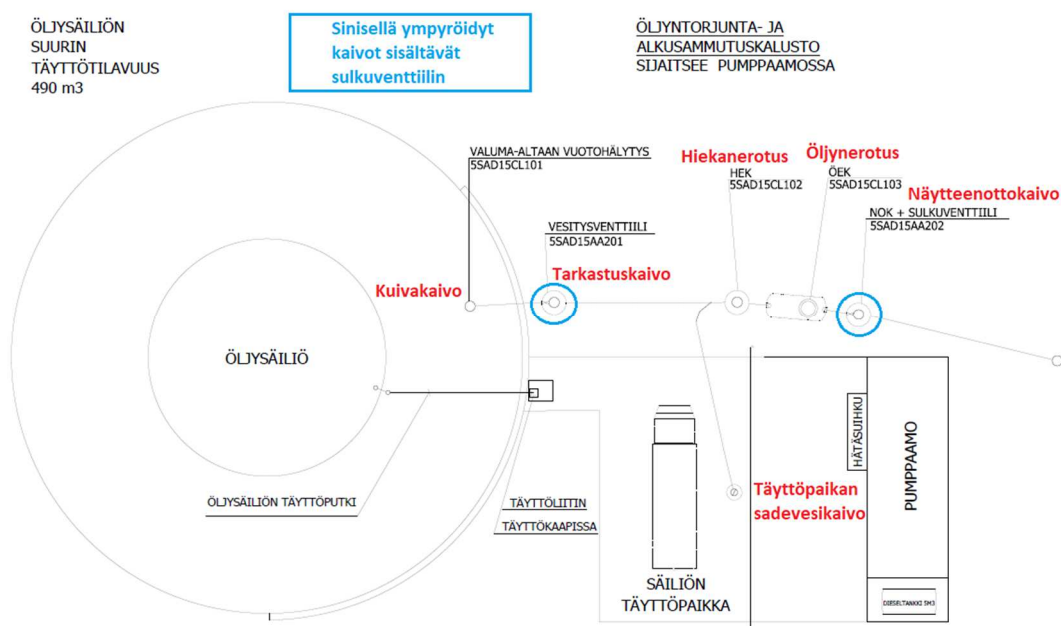 ÖLJYSÄILIÖN
SUURIN
TÄYTTÖTILAVUUS
490 m3
Sinisellä ympyröidyt
kaivot sisältävät
sulkuventtiilin
ÖLJYNTORJUNTA- JA
ALKUSAMMUTUSKALUSTO
SIJAITSEE PUMPPAAMOSSA
VALUMA-ALTAAN VUOTOHÄLYTYS
5SAD15CL101
Hiekanerotus
HEK
5SAD15CL102
Öljynerotus
ÖEK
5SAD15CL103
Näytteenottokaivo
NOK + SULKUVENTTIILI
5SAD15AA202
VESITYSVENTTIILI
5SAD15AA201
Tarkastuskaivo
Kuivakaivo
ÖLJYSÄILIÖ
ÖLJYSÄILIÖN TÄYTTÖPUTKI
TÄYTTÖLIITIN
TÄYTTÖKAAPISSA
SÄILIÖN
TÄYTTÖPAIKKA
Täyttöpaikan
sadevesikaivo
HÄTÄSUIHKU
PUMPPAAMO
DIESELTANKKI 5M3